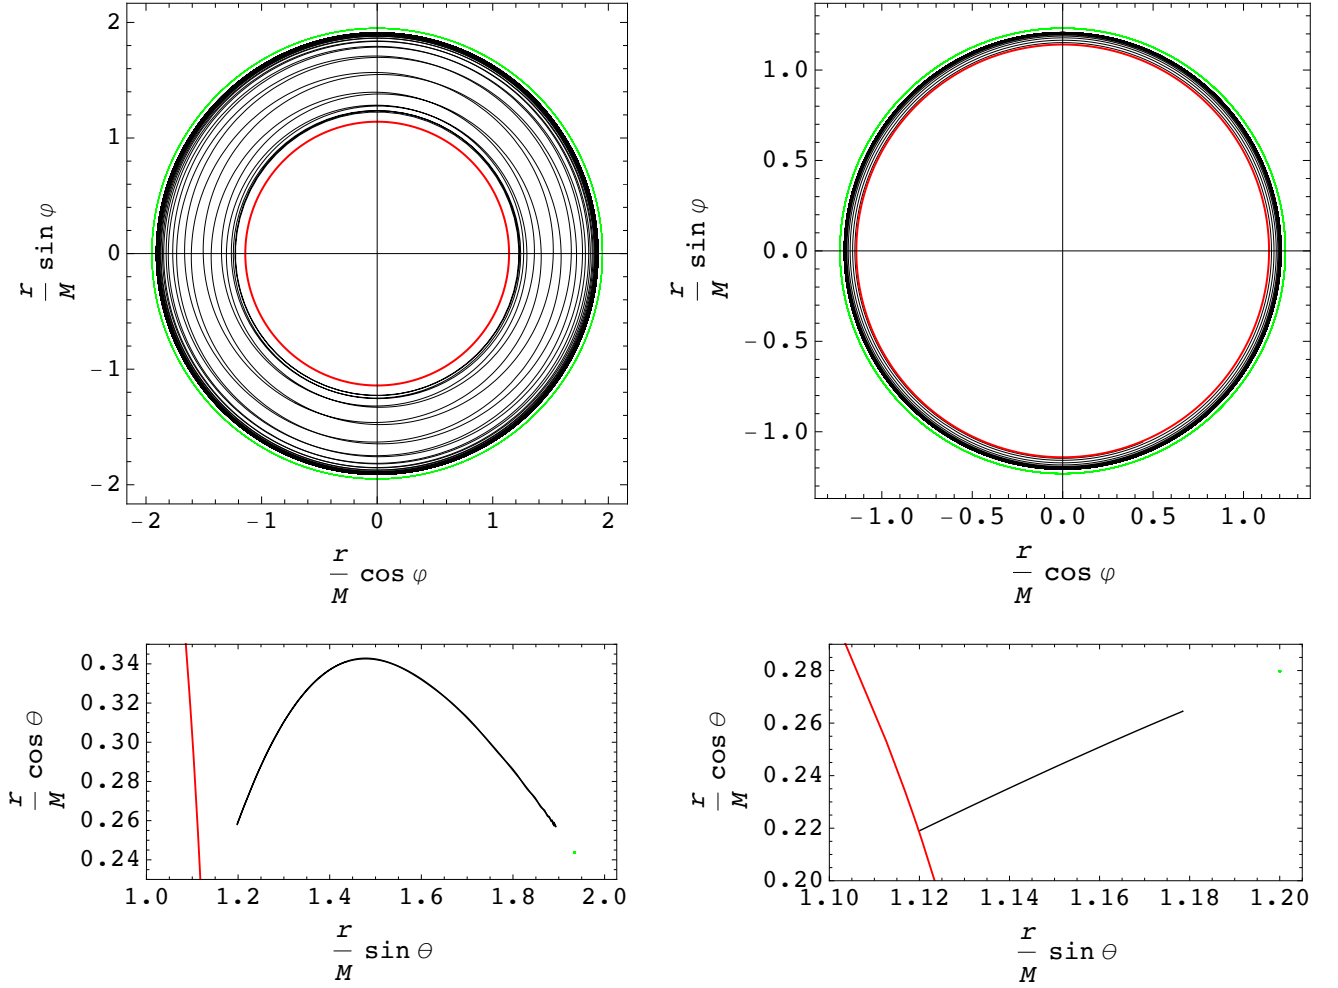 2
1
0
−1
−2
r/M sin φ
−2 −1 0 1 2
r/M cos φ
1.0
0.5
0.0
−0.5
−1.0
r/M sin φ
−1.0 −0.5 0.0 0.5 1.0
r/M cos φ
0.34
0.32
0.30
0.28
0.26
0.24
r/M cos θ
1.0 1.2 1.4 1.6 1.8 2.0
r/M sin θ
0.28
0.26
0.24
0.22
0.20
r/M cos θ
1.10 1.12 1.14 1.16 1.18 1.20
r/M sin θ